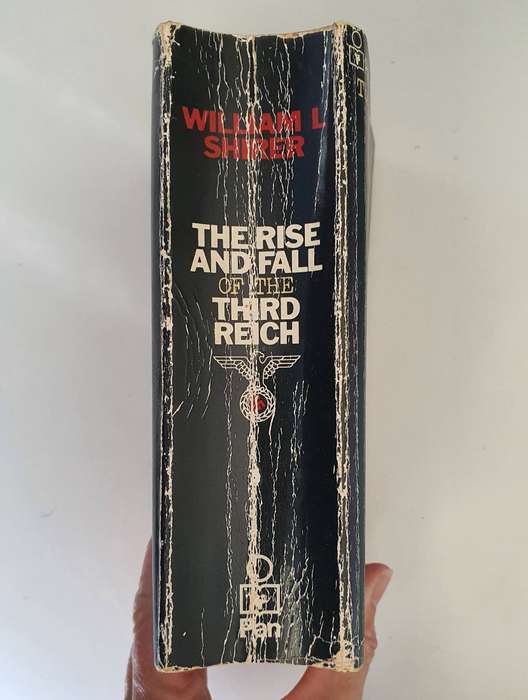 WILLIAM L
SHIRER
THE RISE
AND FALL
OF THE
THIRD
REICH
Pan
T